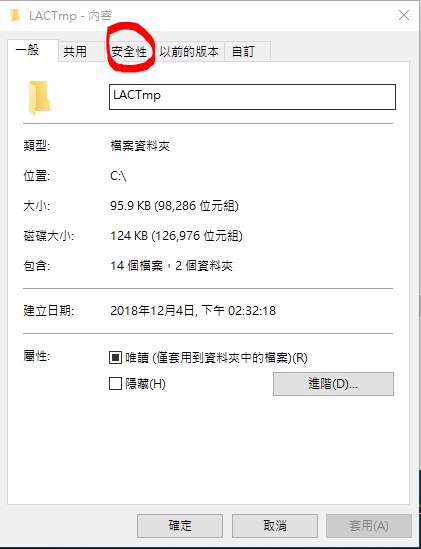 LACTmp - 內容
一般 共用 安全性 以前的版本 自訂
LACTmp
類型: 檔案資料夾
位置: C:\
大小: 95.9 KB (98,286 位元組)
磁碟大小: 124 KB (126,976 位元組)
包含: 14 個檔案，2 個資料夾
建立日期: 2018年12月4日, 下午 02:32:18
屬性: 唯讀 (僅套用到資料夾中的檔案)(R)
隱藏(H) 進階(D)...
確定 取消 套用(A)